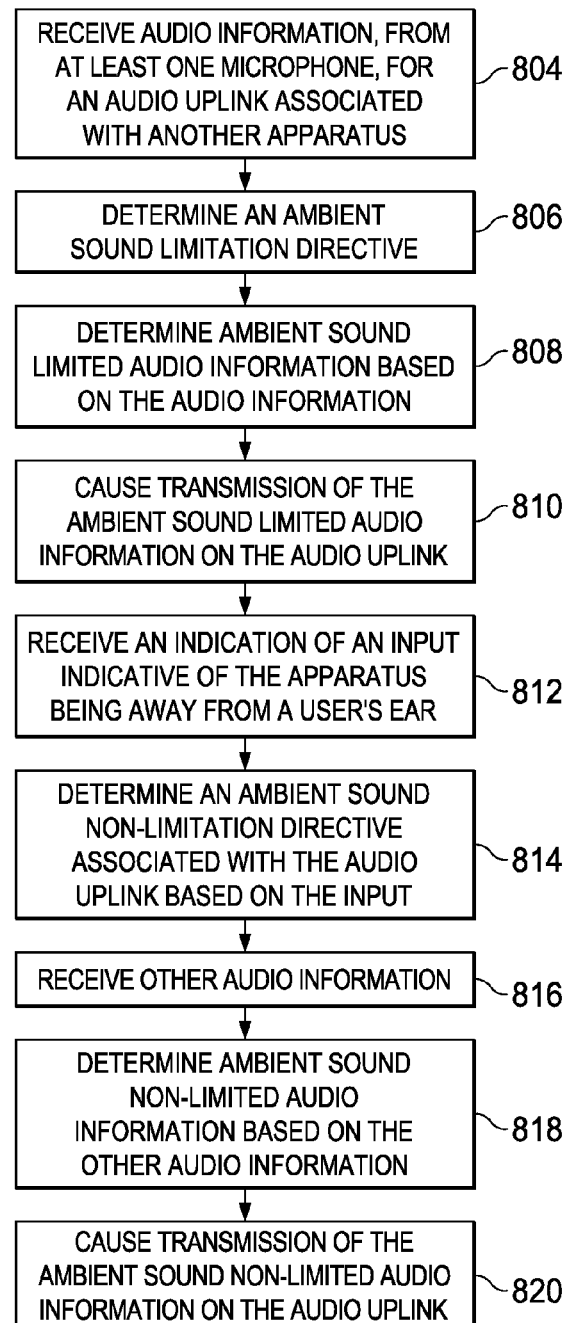 RECEIVE AUDIO INFORMATION, FROM
AT LEAST ONE MICROPHONE, FOR
AN AUDIO UPLINK ASSOCIATED
WITH ANOTHER APPARATUS
804
DETERMINE AN AMBIENT
SOUND LIMITATION DIRECTIVE
806
DETERMINE AMBIENT SOUND
LIMITED AUDIO INFORMATION BASED
ON THE AUDIO INFORMATION
808
CAUSE TRANSMISSION OF THE
AMBIENT SOUND LIMITED AUDIO
INFORMATION ON THE AUDIO UPLINK
810
RECEIVE AN INDICATION OF AN INPUT
INDICATIVE OF THE APPARATUS
BEING AWAY FROM A USER'S EAR
812
DETERMINE AN AMBIENT SOUND
NON-LIMITATION DIRECTIVE
ASSOCIATED WITH THE AUDIO
UPLINK BASED ON THE INPUT
814
RECEIVE OTHER AUDIO INFORMATION
816
DETERMINE AMBIENT SOUND
NON-LIMITED AUDIO
INFORMATION BASED ON THE
OTHER AUDIO INFORMATION
818
CAUSE TRANSMISSION OF THE
AMBIENT SOUND NON-LIMITED AUDIO
INFORMATION ON THE AUDIO UPLINK
820